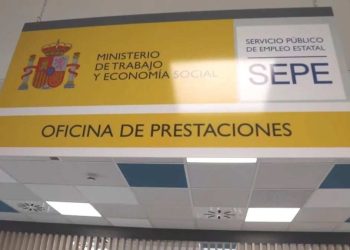 MINISTERIO
DE TRABAJO
Y ECONOMÍA SOCIAL
SERVICIO PÚBLICO
DE EMPLEO ESTATAL
SEPE
OFICINA DE PRESTACIONES